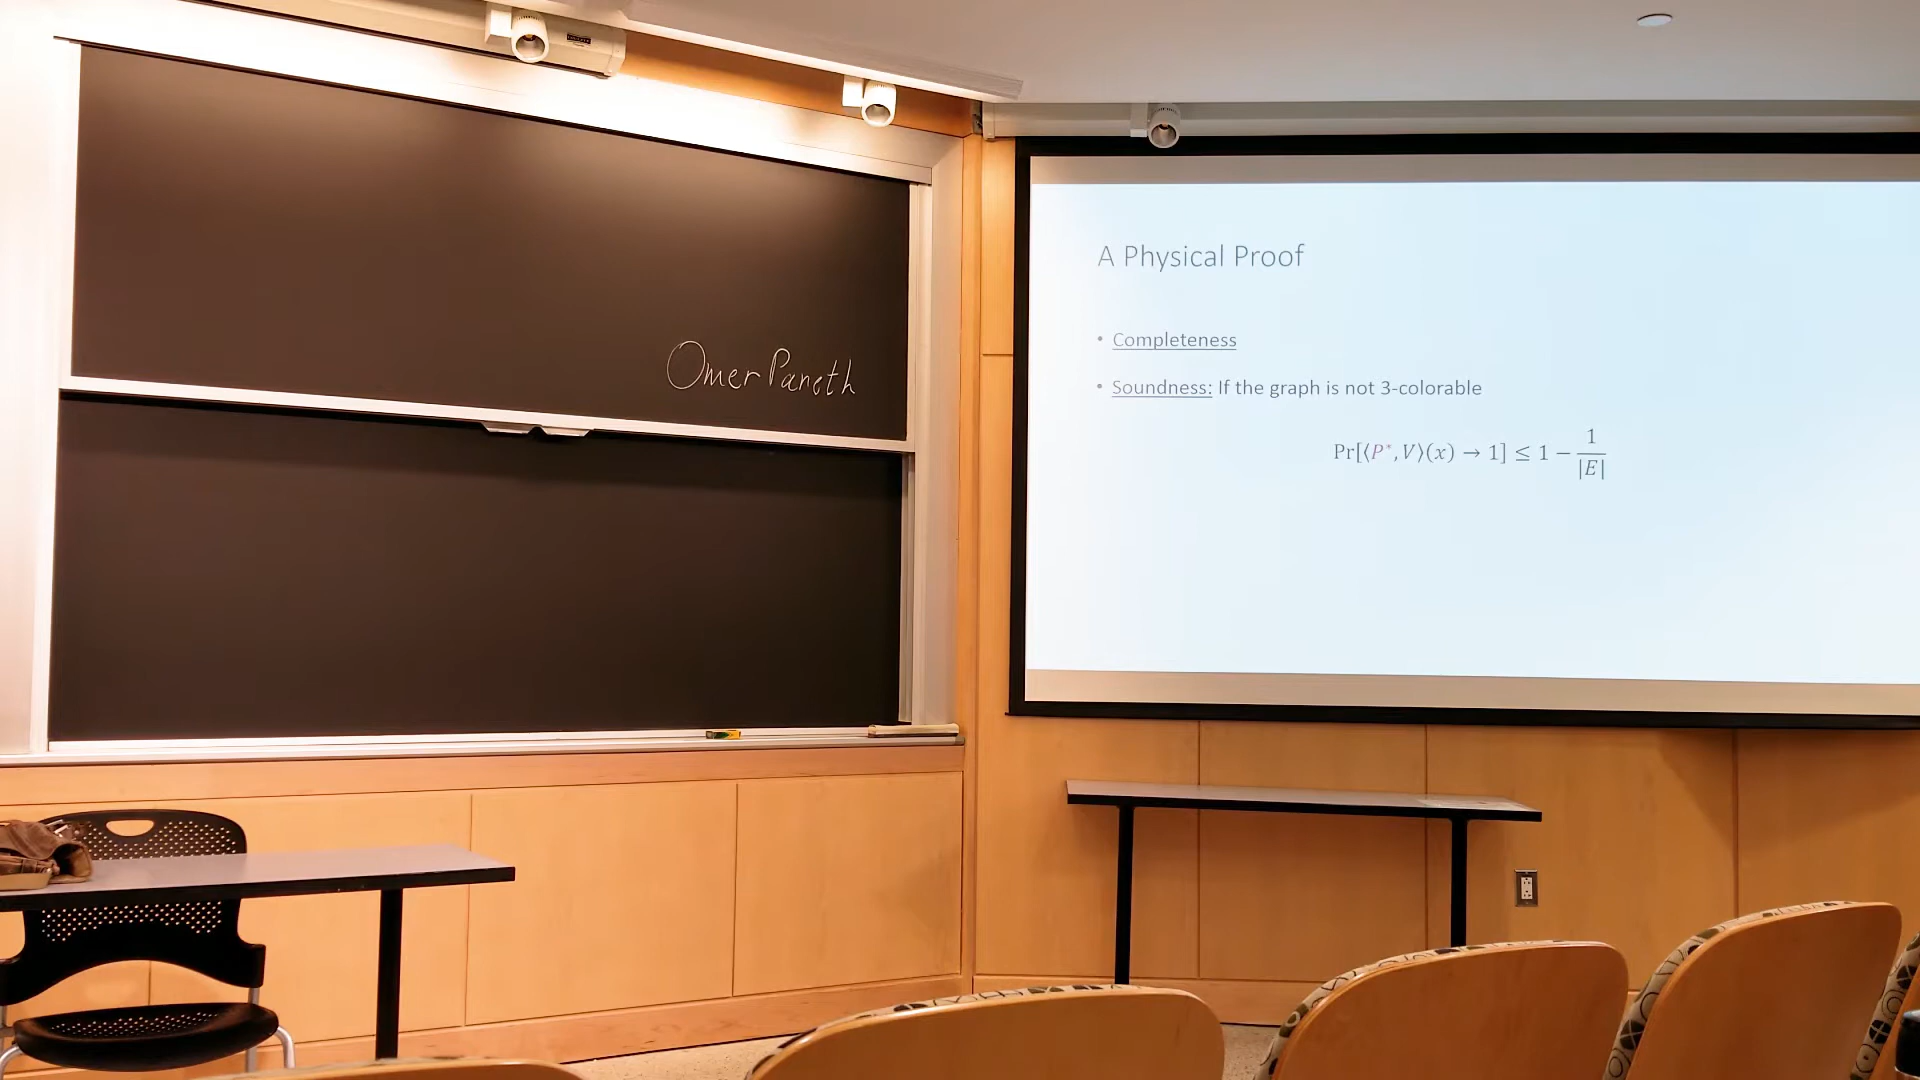 Omer Paneth
A Physical Proof
• Completeness
• Soundness: If the graph is not 3-colorable
Pr[⟨P*, V⟩(x) → 1] ≤ 1 − 1/|E|